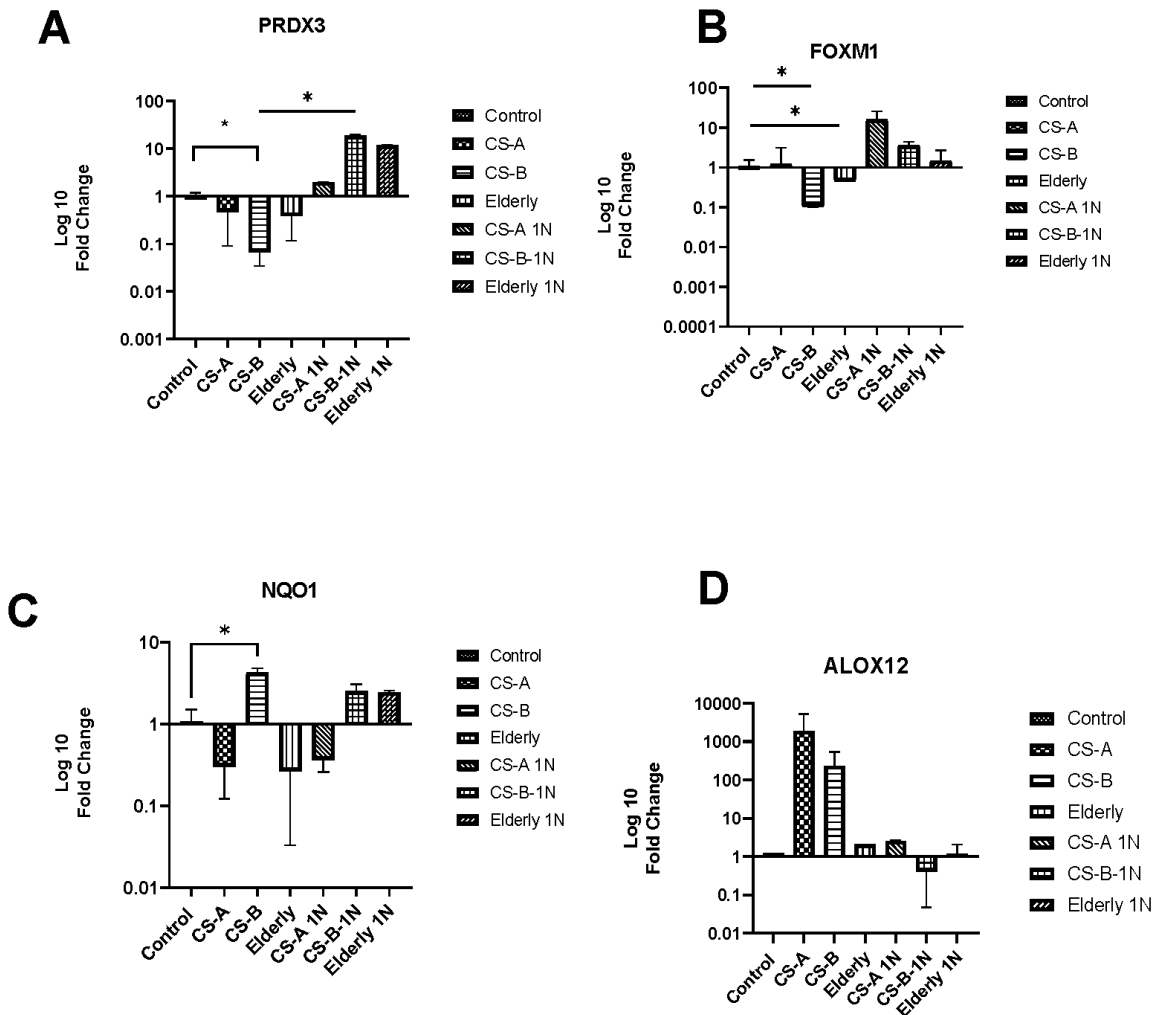 A
PRDX3
*
*
100
10
1
0.1
0.01
0.001
Log 10
Fold Change
Control
CS-A
CS-B
Elderly
CS-A 1N
CS-B-1N
Elderly 1N
Control
CS-A
CS-B
Elderly
CS-A 1N
CS-B-1N
Elderly 1N
B
FOXM1
*
*
100
10
1
0.1
0.01
0.001
0.0001
Log 10
Fold Change
Control
CS-A
CS-B
Elderly
CS-A 1N
CS-B-1N
Elderly 1N
Control
CS-A
CS-B
Elderly
CS-A 1N
CS-B-1N
Elderly 1N
C
NQO1
*
10
1
0.1
0.01
Log 10
Fold Change
Control
CS-A
CS-B
Elderly
CS-A 1N
CS-B-1N
Elderly 1N
Control
CS-A
CS-B
Elderly
CS-A 1N
CS-B-1N
Elderly 1N
D
ALOX12
10000
1000
100
10
1
0.1
0.01
Log 10
Fold Change
Control
CS-A
CS-B
Elderly
CS-A 1N
CS-B-1N
Elderly 1N
Control
CS-A
CS-B
Elderly
CS-A 1N
CS-B-1N
Elderly 1N